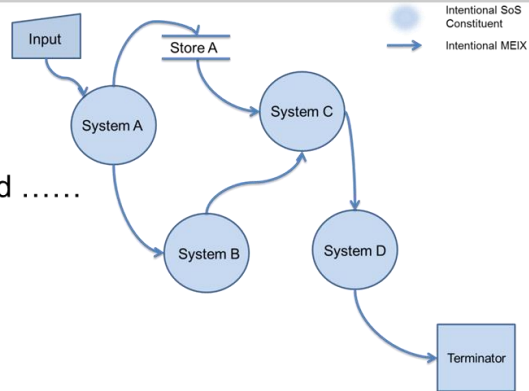 Input
Store A
System A
System C
d ......
System B
System D
Terminator
Intentional SoS
Constituent
Intentional MEIX